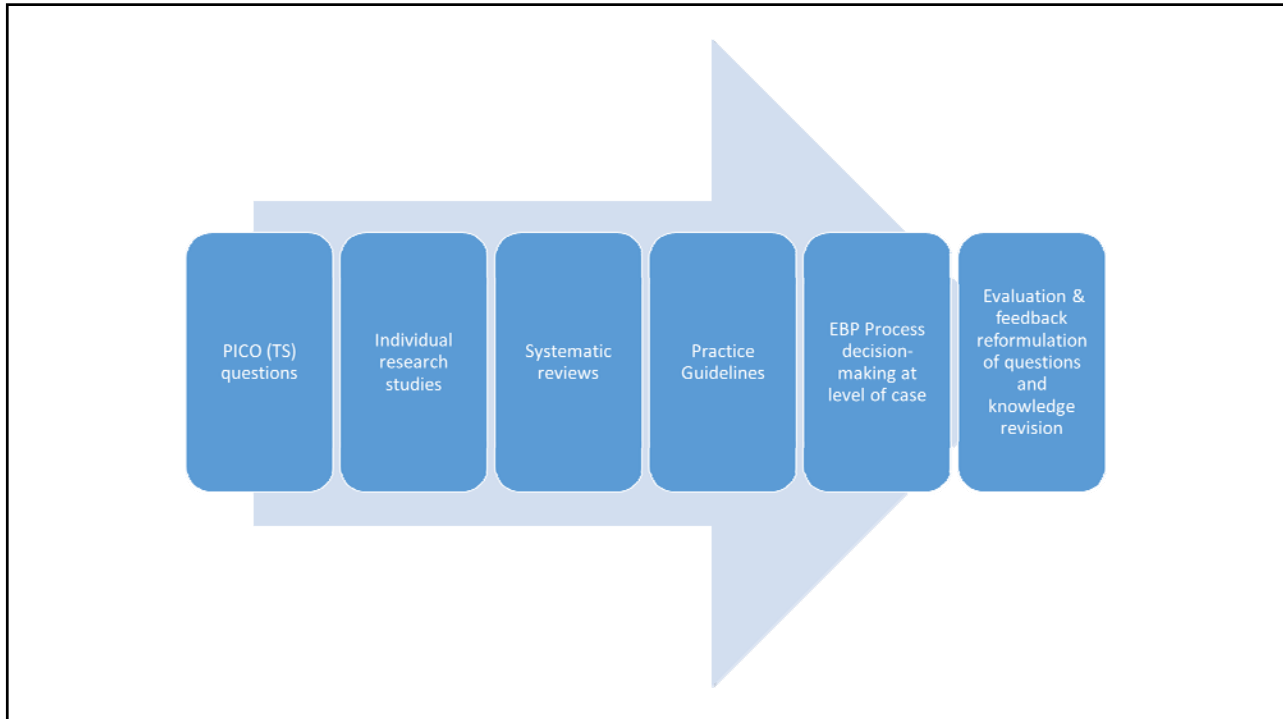 PICO (TS)
questions
Individual
research
studies
Systematic
reviews
Practice
Guidelines
EBP Process
decision-
making at
level of case
Evaluation &
feedback
reformulation
of questions
and
knowledge
revision